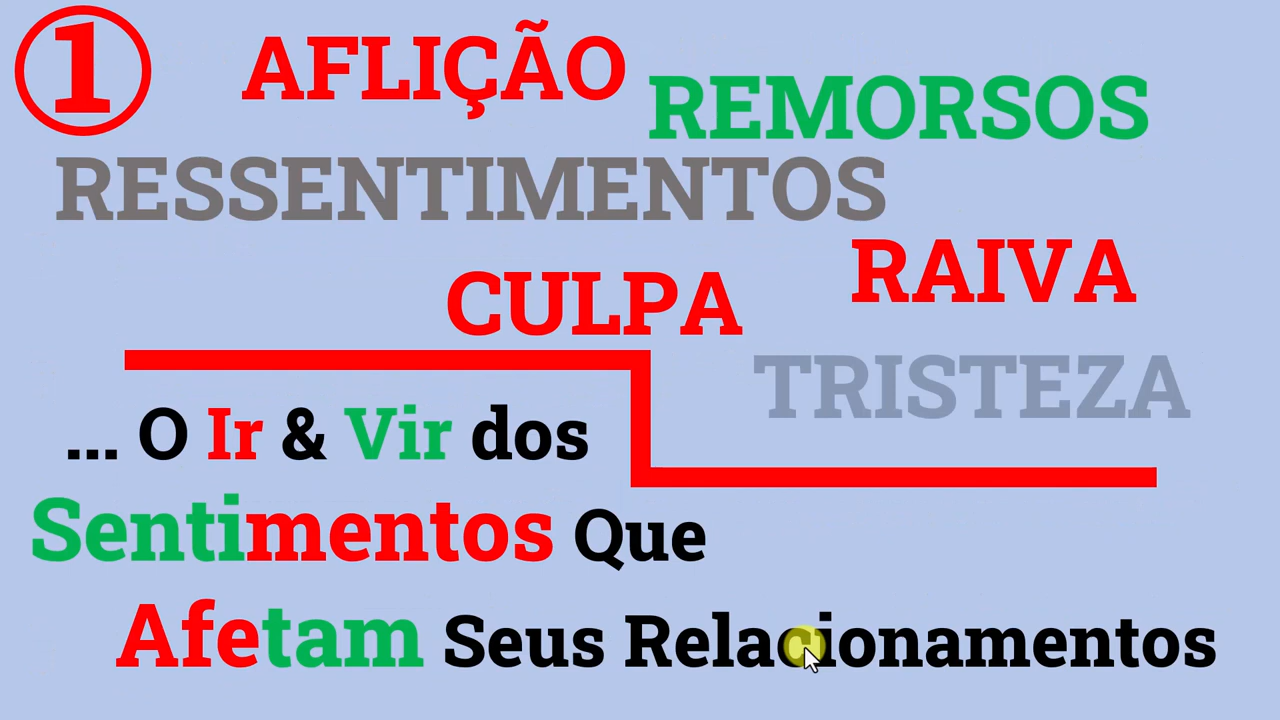 1
AFLIÇÃO
REMORSOS
RESSENTIMENTOS
RAIVA
CULPA
TRISTEZA
... O Ir & Vir dos
Sentimentos Que
Afetam Seus Relacionamentos